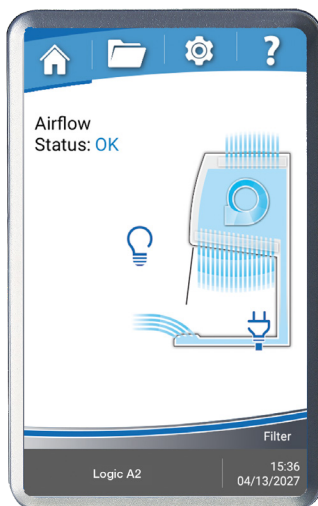 ?
Airflow
Status: OK
Filter
Logic A2
15:36
04/13/2027